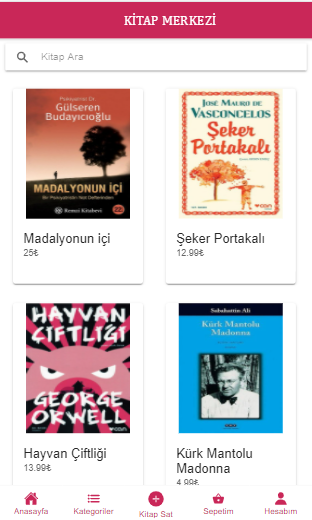 KİTAP MERKEZİ
Kitap Ara
Psikiyatrist Dr.
Gülseren
Budayıcıoğlu
MADALYONUN İÇİ
Bir Psikiyatristin Not Defterinden
Remzi Kitabevi
Madalyonun içi
25₺
JOSÉ MAURO DE
VASCONCELOS
Şeker
Portakalı
can
Şeker Portakalı
12.99₺
HAYVAN
ÇİFTLİĞİ
GEORGE
ORWELL
can
Hayvan Çiftliği
13.99₺
Sabahattin Ali
Kürk Mantolu
Madonna
Kürk Mantolu
Madonna
4.99₺
Anasayfa
Kategoriler
Kitap Sat
Sepetim
Hesabım